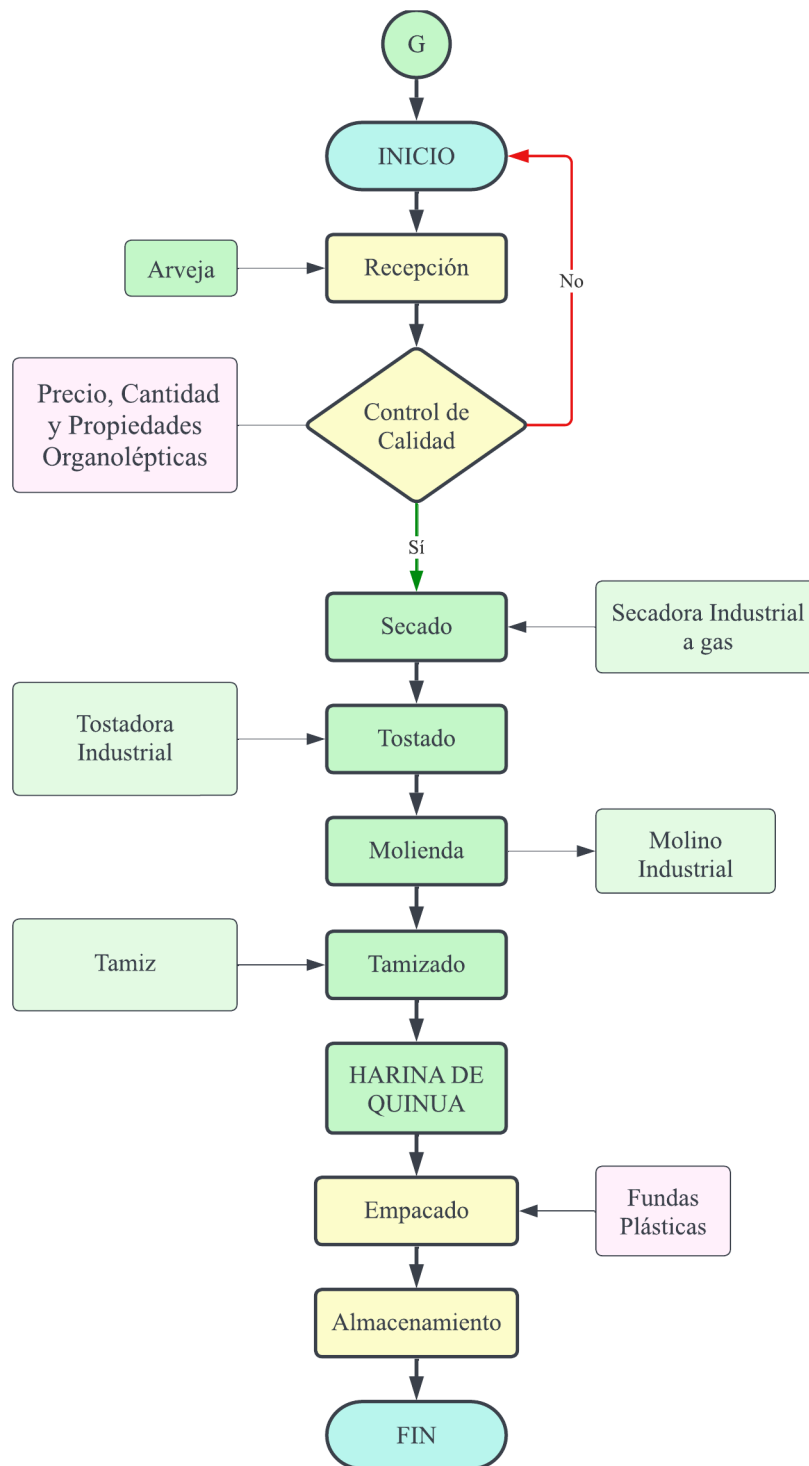 G
INICIO
Arveja
Recepción
No
Precio, Cantidad
y Propiedades
Organolépticas
Control de
Calidad
Sí
Secado
Secadora Industrial
a gas
Tostadora
Industrial
Tostado
Molienda
Molino
Industrial
Tamiz
Tamizado
HARINA DE
QUINUA
Empacado
Fundas
Plásticas
Almacenamiento
FIN